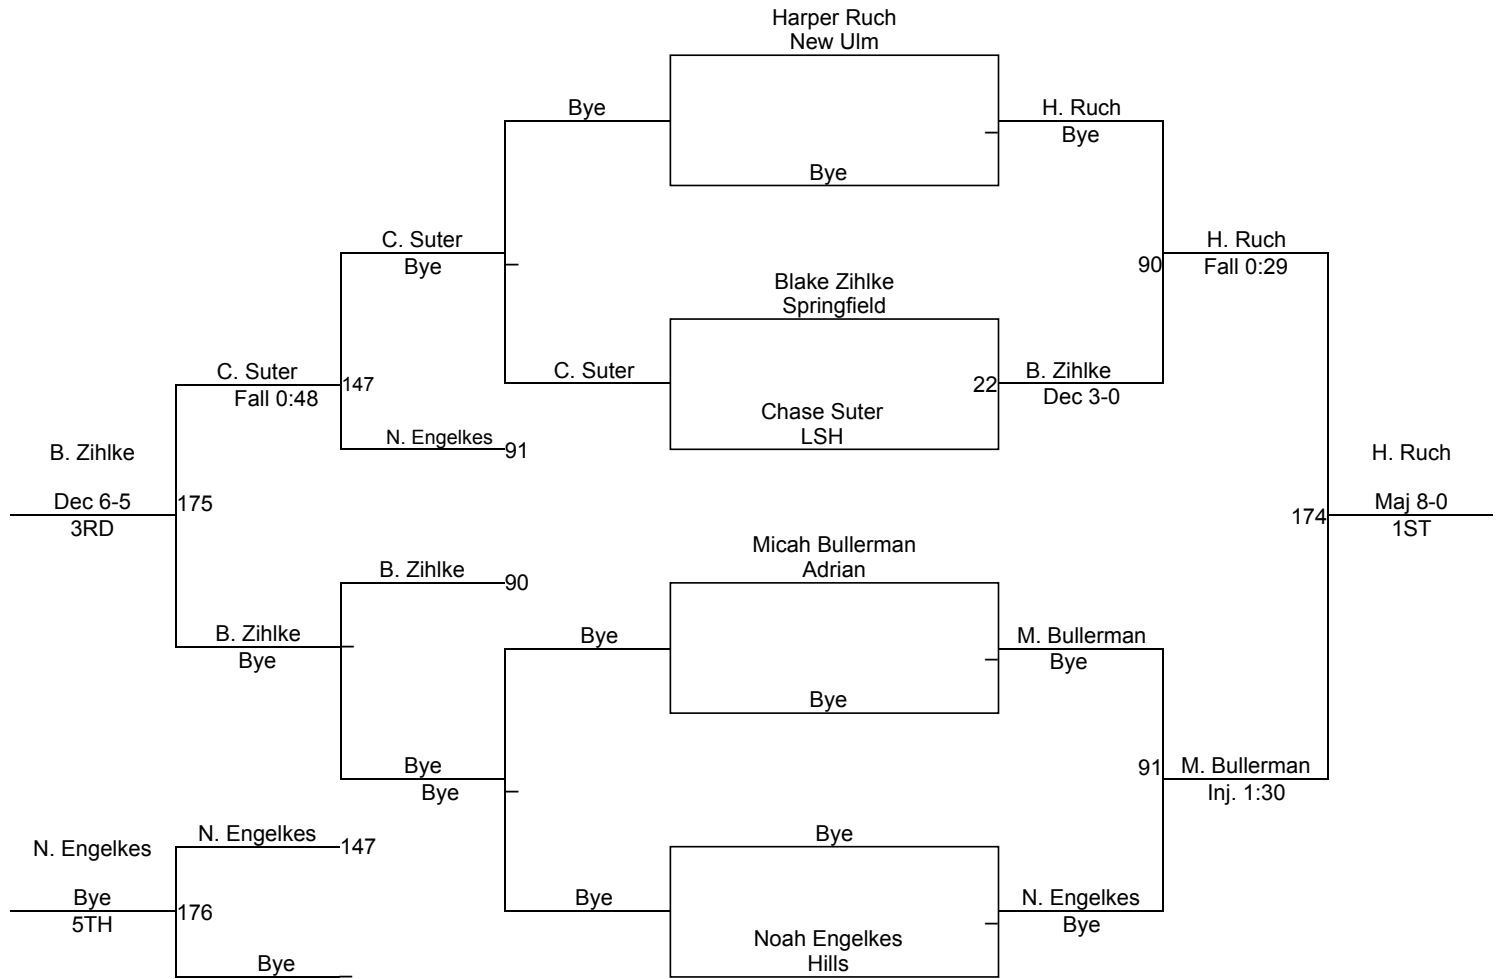 Harper Ruch
New Ulm
Bye
H. Ruch
Bye
Bye
C. Suter
Bye
H. Ruch
90
Fall 0:29
Blake Zihlke
Springfield
C. Suter
C. Suter
B. Zihlke
147
22
Fall 0:48
Dec 3-0
Chase Suter
LSH
N. Engelkes
91
B. Zihlke
H. Ruch
Dec 6-5
175
Maj 8-0
174
3RD
1ST
Micah Bullerman
Adrian
B. Zihlke
90
B. Zihlke
Bye
M. Bullerman
Bye
Bye
Bye
Bye
91
M. Bullerman
Bye
Inj. 1:30
N. Engelkes
147
Bye
N. Engelkes
Bye
176
Bye
N. Engelkes
5TH
Bye
Noah Engelkes
Hills
Bye